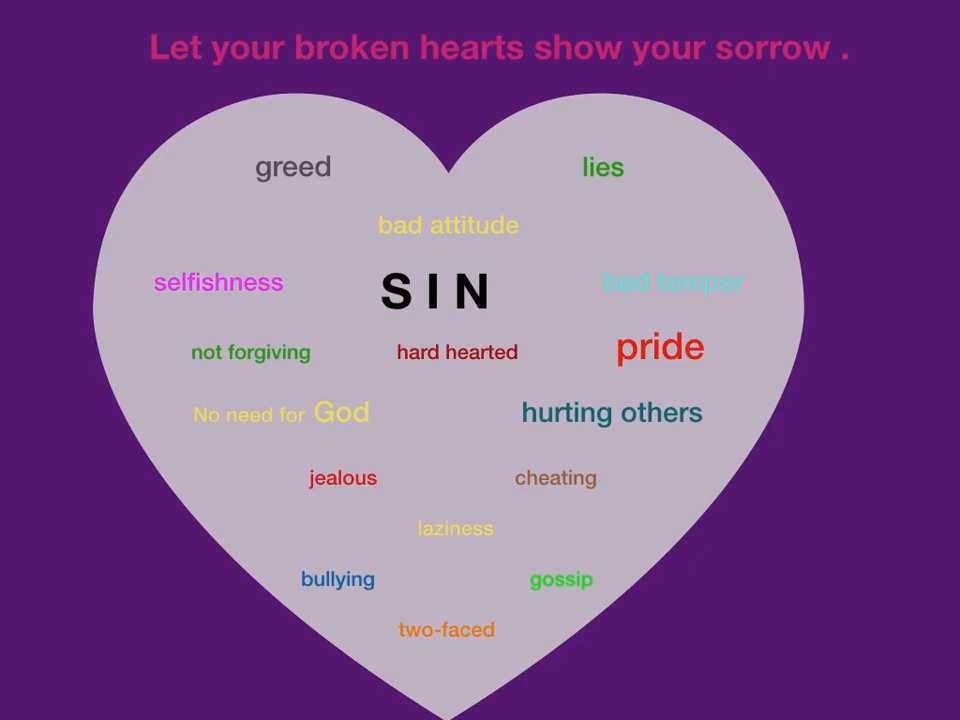 Let your broken hearts show your sorrow .
greed
lies
bad attitude
selfishness
S I N
bad temper
not forgiving
hard hearted
pride
No need for God
hurting others
jealous
cheating
laziness
bullying
gossip
two-faced